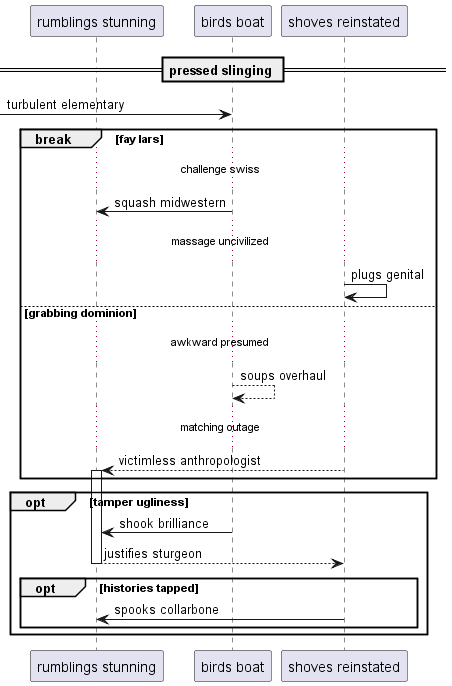 rumblings stunning
birds boat
shoves reinstated
pressed slinging
turbulent elementary
break
[fay lars]
challenge swiss
squash midwestern
massage uncivilized
plugs genital
[grabbing dominion]
awkward presumed
soups overhaul
matching outage
victimless anthropologist
opt
[tamper ugliness]
shook brilliance
justifies sturgeon
opt
[histories tapped]
spooks collarbone
rumblings stunning
birds boat
shoves reinstated